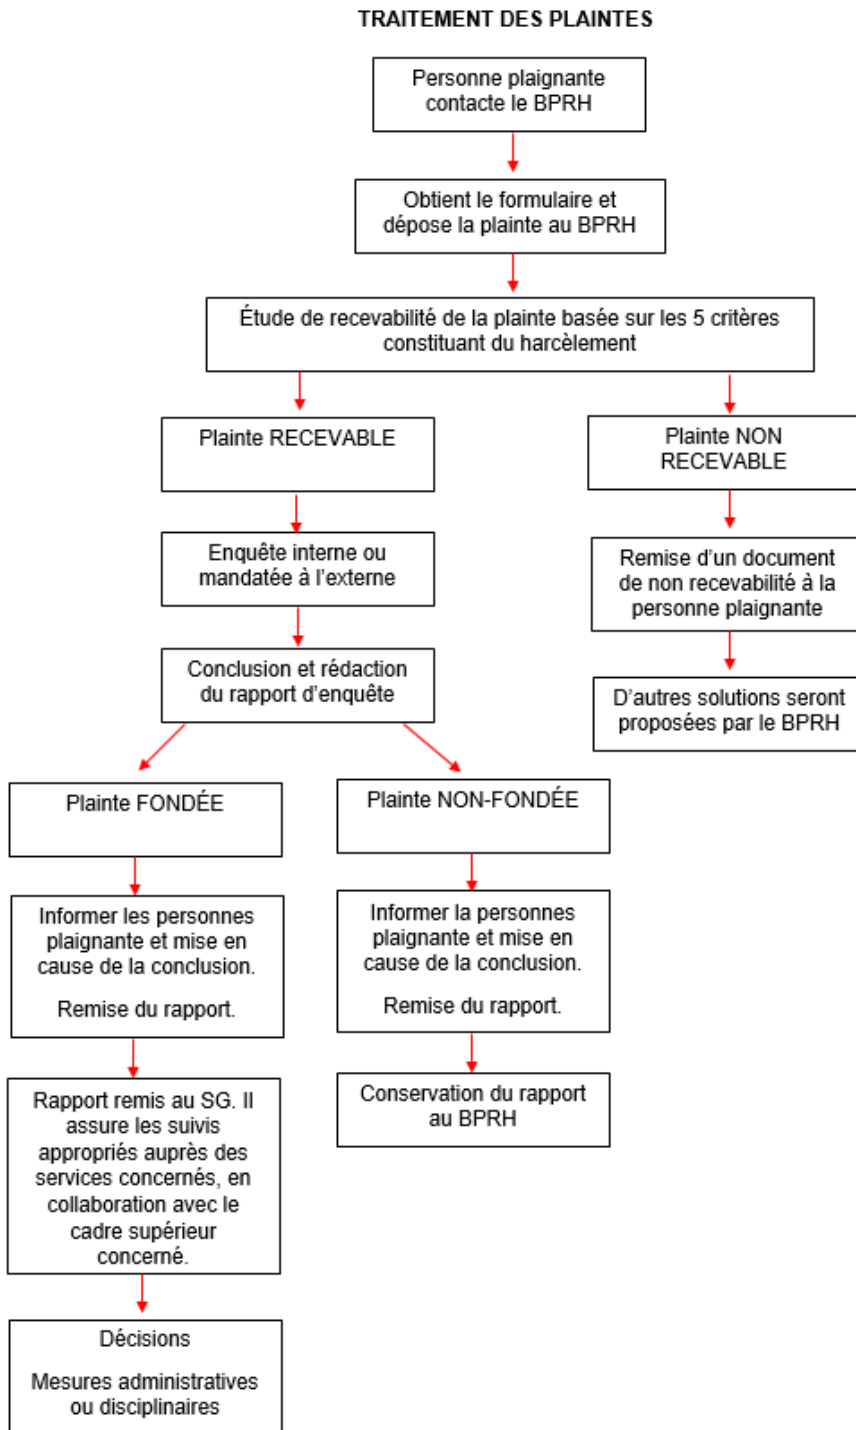 TRAITEMENT DES PLAINTES
Personne plaignante
contacte le BPRH
Obtient le formulaire et
dépose la plainte au BPRH
Étude de recevabilité de la plainte basée sur les 5 critères
constituant du harcèlement
Plainte RECEVABLE
Plainte NON
RECEVABLE
Enquête interne ou
mandatée à l'externe
Remise d'un document
de non recevabilité à la
personne plaignante
Conclusion et rédaction
du rapport d'enquête
D'autres solutions seront
proposées par le BPRH
Plainte FONDÉE
Plainte NON-FONDÉE
Informer les personnes
plaignante et mise en
cause de la conclusion.
Remise du rapport.
Informer la personnes
plaignante et mise en
cause de la conclusion.
Remise du rapport.
Rapport remis au SG. Il
assure les suivis
appropriés auprès des
services concernés, en
collaboration avec le
cadre supérieur
concerné.
Conservation du rapport
au BPRH
Décisions
Mesures administratives
ou disciplinaires